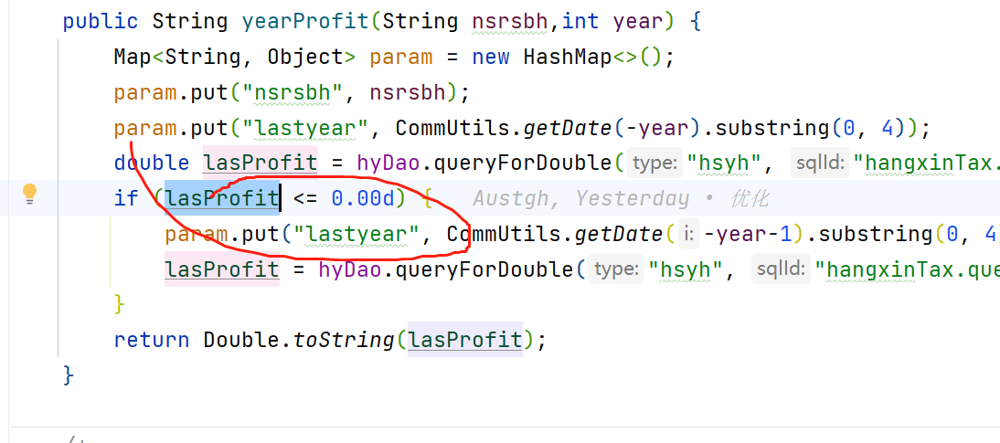 public String yearProfit(String nsrsbh,int year) {
Map<String, Object> param = new HashMap<>();
param.put("nsrsbh", nsrsbh);
param.put("lastyear", CommUtils.getDate(-year).substring(0, 4));
double lasProfit = hyDao.queryForDouble( type: "hsyh", sqlId: "hangxinTax.
if (lasProfit <= 0.00d) { Austgh, Yesterday • 优化
param.put("lastyear", CommUtils.getDate( i: -year-1).substring(0, 4
lasProfit = hyDao.queryForDouble( type: "hsyh", sqlId: "hangxinTax.que
}
return Double.toString(lasProfit);
}